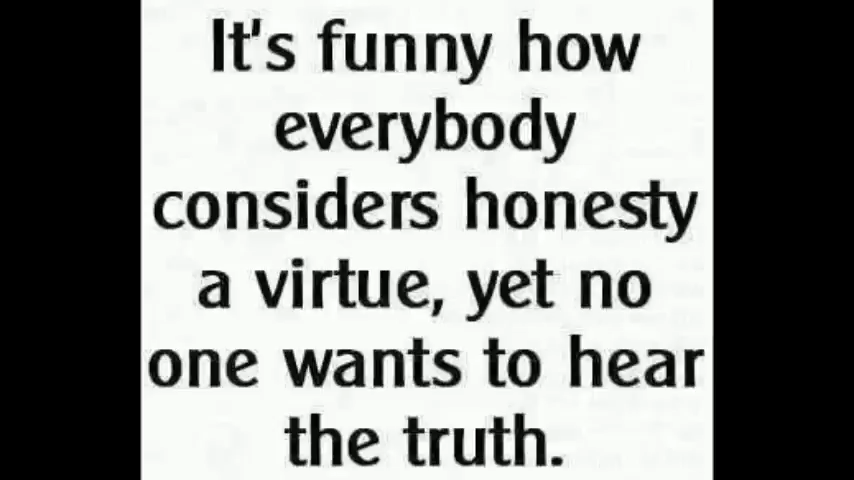 It's funny how
everybody
considers honesty
a virtue, yet no
one wants to hear
the truth.